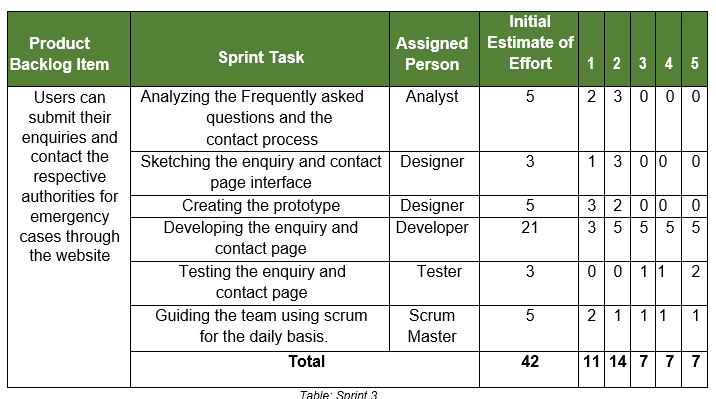 Product Backlog Item | Sprint Task | Assigned Person | Initial Estimate of Effort | 1 | 2 | 3 | 4 | 5
Users can submit their enquiries and contact the respective authorities for emergency cases through the website | Analyzing the Frequently asked questions and the contact process | Analyst | 5 | 2 | 3 | 0 | 0 | 0
Sketching the enquiry and contact page interface | Designer | 3 | 1 | 3 | 0 | 0 | 0
Creating the prototype | Designer | 5 | 3 | 2 | 0 | 0 | 0
Developing the enquiry and contact page | Developer | 21 | 3 | 5 | 5 | 5 | 5
Testing the enquiry and contact page | Tester | 3 | 0 | 0 | 1 | 1 | 2
Guiding the team using scrum for the daily basis. | Scrum Master | 5 | 2 | 1 | 1 | 1 | 1
Total | 42 | 11 | 14 | 7 | 7 | 7
Table: Sprint 3